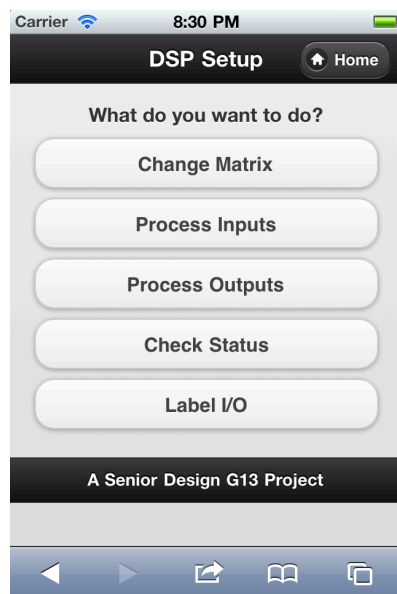 Carrier 8:30 PM
DSP Setup Home
What do you want to do?
Change Matrix
Process Inputs
Process Outputs
Check Status
Label I/O
A Senior Design G13 Project